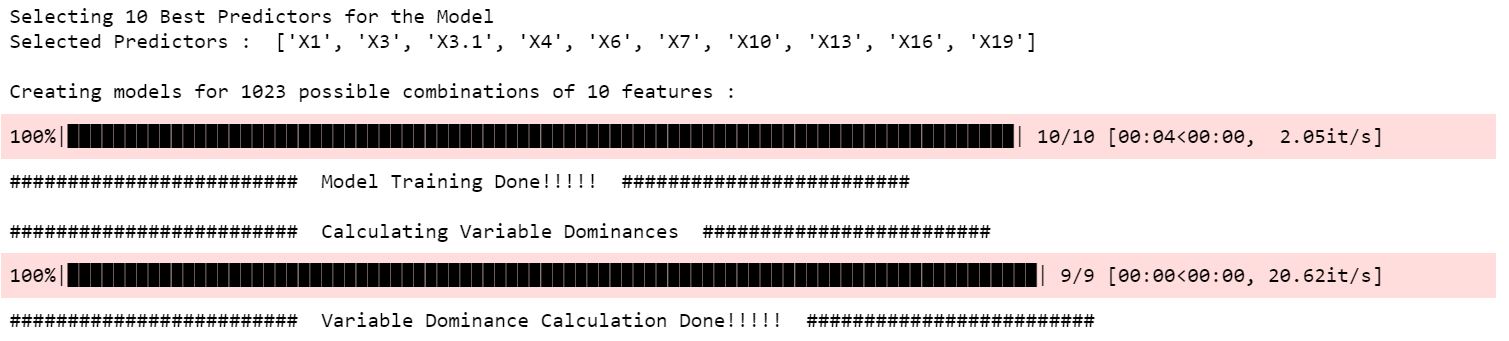 Selecting 10 Best Predictors for the Model
Selected Predictors :  ['X1', 'X3', 'X3.1', 'X4', 'X6', 'X7', 'X10', 'X13', 'X16', 'X19']
Creating models for 1023 possible combinations of 10 features :
100%|██████████████████████████████████████████████████████████████████████████████████| 10/10 [00:04<00:00,  2.05it/s]
#########################  Model Training Done!!!!!  #########################
#########################  Calculating Variable Dominances  #########################
100%|████████████████████████████████████████████████████████████████████████████████████| 9/9 [00:00<00:00, 20.62it/s]
#########################  Variable Dominance Calculation Done!!!!!  #########################